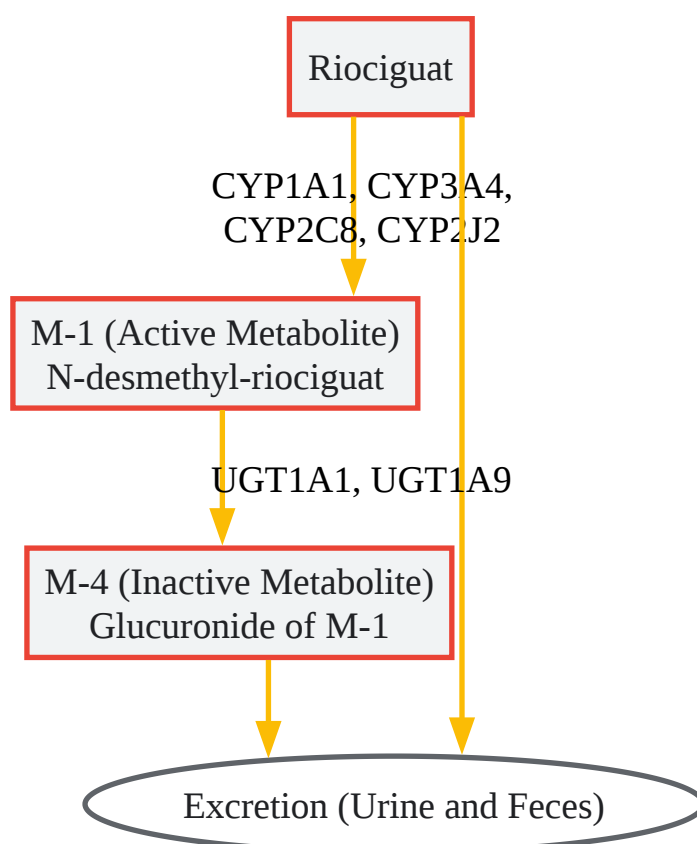 Riociguat
CYP1A1, CYP3A4,
CYP2C8, CYP2J2
M-1 (Active Metabolite)
N-desmethyl-riociguat
UGT1A1, UGT1A9
M-4 (Inactive Metabolite)
Glucuronide of M-1
Excretion (Urine and Feces)